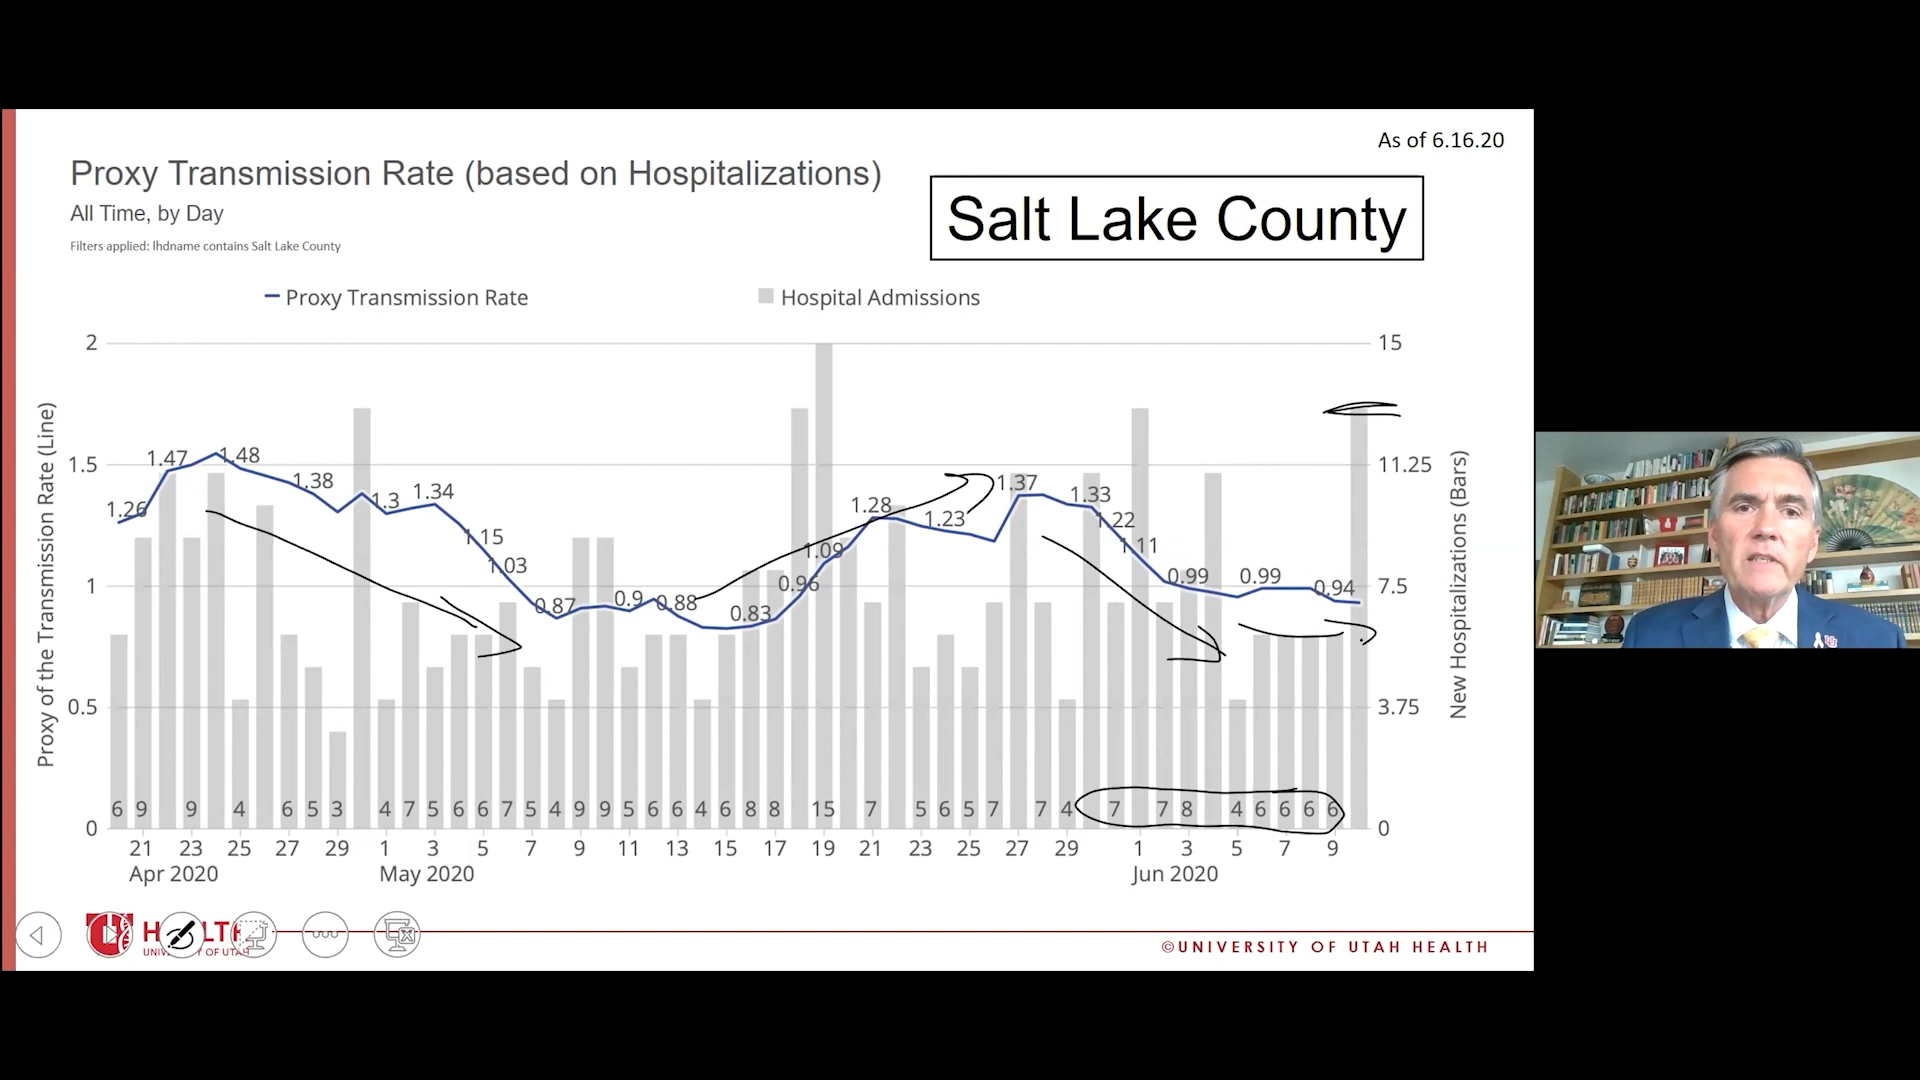 As of 6.16.20
Proxy Transmission Rate (based on Hospitalizations)
All Time, by Day
Filters applied: lhdname contains Salt Lake County
Salt Lake County
Proxy Transmission Rate
Hospital Admissions
Proxy of the Transmission Rate (Line)
2
1.5
1
0.5
0
15
11.25
7.5
3.75
0
New Hospitalizations (Bars)
1.26 1.47 1.48 1.38 1.3 1.34 1.15 1.03 0.87 0.9 0.88 0.83 0.96 1.09 1.28 1.23 1.37 1.33 1.22 1.11 0.99 0.99 0.94
6 9 9 4 6 5 3 4 7 5 6 6 7 5 4 9 9 5 6 6 4 6 8 8 15 7 5 6 5 7 7 4 7 7 8 4 6 6 6 6
21 23 25 27 29 1 3 5 7 9 11 13 15 17 19 21 23 25 27 29 1 3 5 7 9
Apr 2020 May 2020 Jun 2020
©UNIVERSITY OF UTAH HEALTH